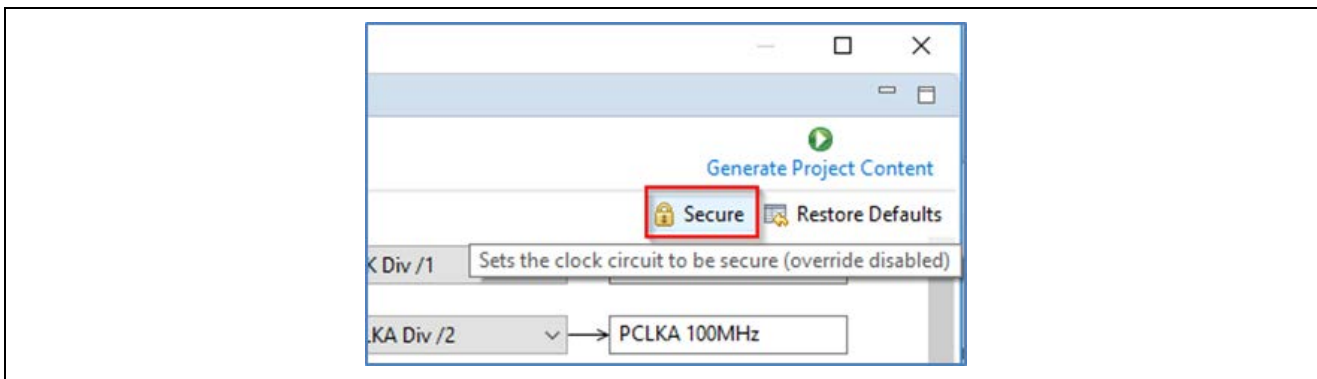 Generate Project Content
Secure
Restore Defaults
Sets the clock circuit to be secure (override disabled)
K Div /1
.KA Div /2
PCLKA 100MHz